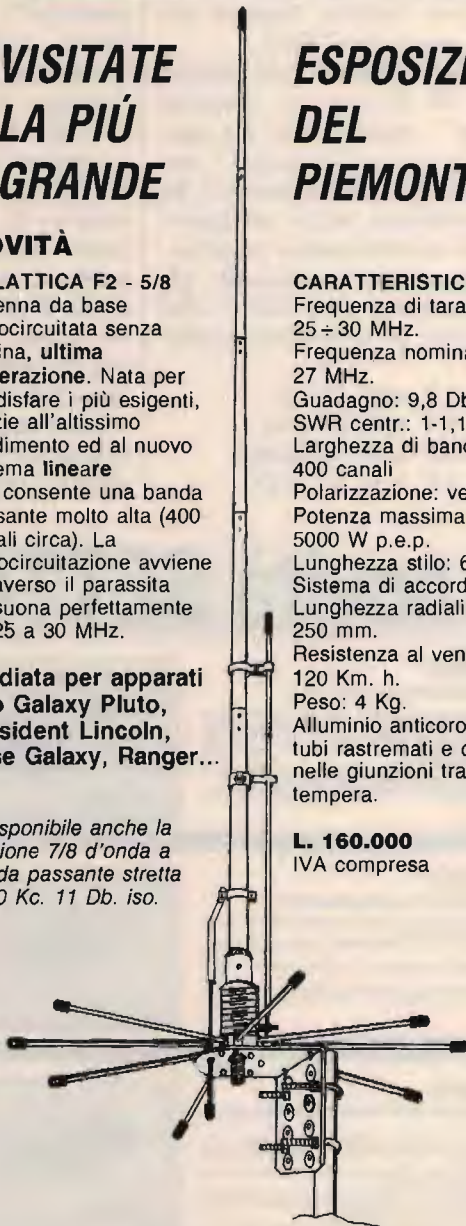 VISITATE
LA PIÚ
GRANDE
OVITÀ
LATTICA F2 - 5/8
enna da base
ocircuitata senza
ina, ultima
erazione. Nata per
disfare i più esigenti,
zie all'altissimo
dimento ed al nuovo
ema lineare
consente una banda
sante molto alta (400
ali circa). La
ocircuitazione avviene
averso il parassita
suona perfettamente
25 a 30 MHz.
diata per apparati
o Galaxy Pluto,
sident Lincoln,
se Galaxy, Ranger...
sponibile anche la
ione 7/8 d'onda a
da passante stretta
0 Kc. 11 Db. iso.
ESPOSIZI
DEL
PIEMONT
CARATTERISTIC
Frequenza di tara
25÷30 MHz.
Frequenza nomina
27 MHz.
Guadagno: 9,8 Db
SWR centr.: 1-1,1
Larghezza di band
400 canali
Polarizzazione: ve
Potenza massima
5000 W p.e.p.
Lunghezza stilo: 6
Sistema di accord
Lunghezza radiali
250 mm.
Resistenza al ven
120 Km. h.
Peso: 4 Kg.
Alluminio anticoro
tubi rastremati e c
nelle giunzioni tra
tempera.
L. 160.000
IVA compresa